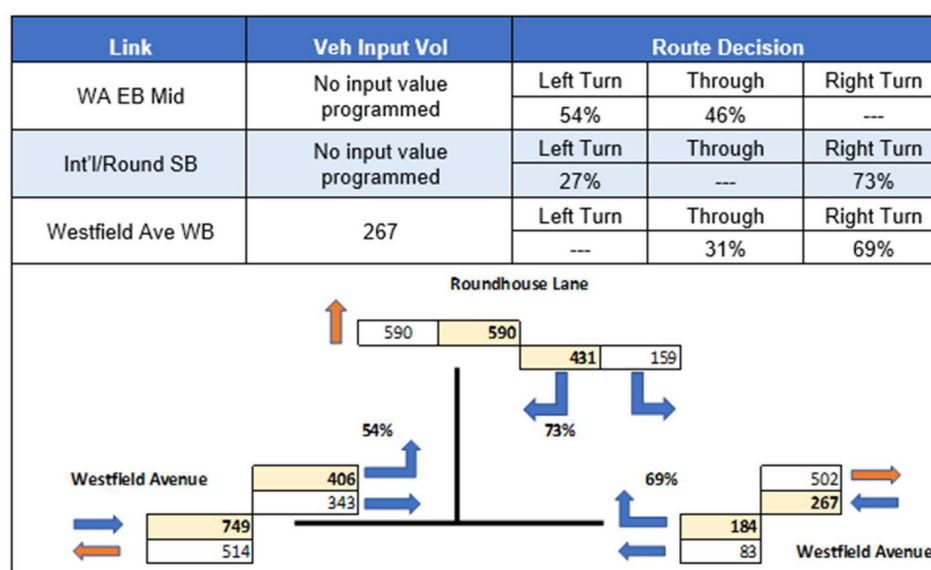 Link Veh Input Vol Route Decision
WA EB Mid No input value programmed Left Turn Through Right Turn
54% 46% ---
Int'l/Round SB No input value programmed Left Turn Through Right Turn
27% --- 73%
Westfield Ave WB 267 Left Turn Through Right Turn
--- 31% 69%
Roundhouse Lane
590 590
431 159
54% 73%
Westfield Avenue 406 69% 502
343 267
749 184
514 83 Westfield Avenue